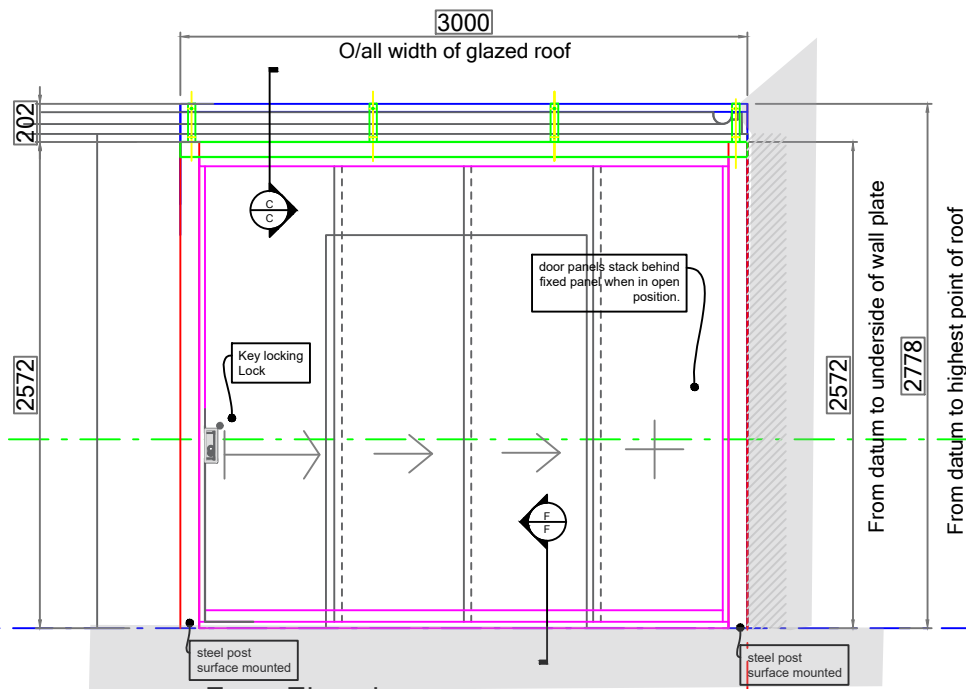 3000
O/all width of glazed roof
202
C
C
door panels stack behind
fixed panel when in open
position.
Key locking
Lock
2572
2572
From datum to underside of wall plate
2778
From datum to highest point of roof
F
F
steel post
surface mounted
steel post
surface mounted